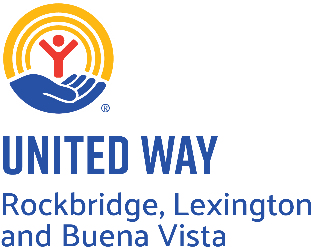 ®
UNITED WAY
Rockbridge, Lexington
and Buena Vista